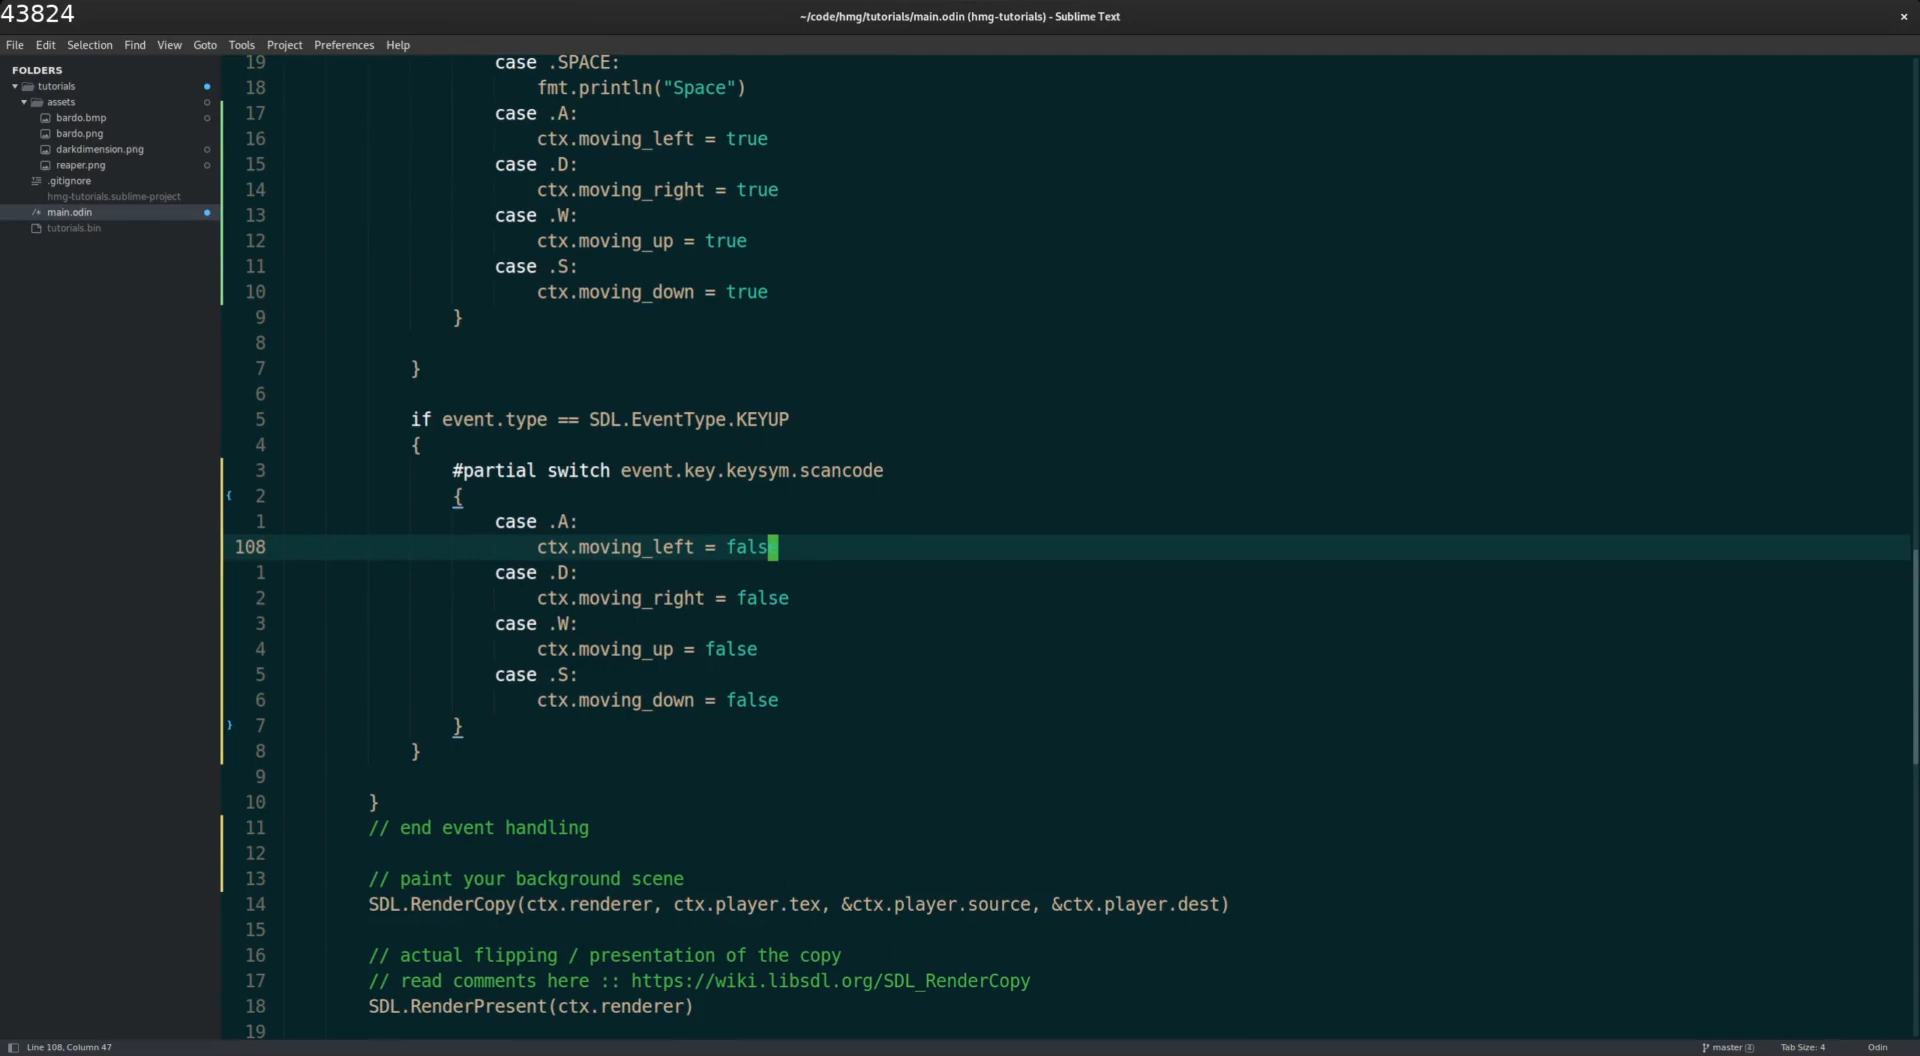 43824
~/code/hmg/tutorials/main.odin (hmg-tutorials) - Sublime Text
×
File Edit Selection Find View Goto Tools Project Preferences Help
FOLDERS
tutorials
assets
bardo.bmp
bardo.png
darkdimension.png
reaper.png
.gitignore
hmg-tutorials.sublime-project
/* main.odin
tutorials.bin
19 case .SPACE:
18 fmt.println("Space")
17 case .A:
16 ctx.moving_left = true
15 case .D:
14 ctx.moving_right = true
13 case .W:
12 ctx.moving_up = true
11 case .S:
10 ctx.moving_down = true
9 }
8
7 }
6
5 if event.type == SDL.EventType.KEYUP
4 {
3 #partial switch event.key.keysym.scancode
{ 2 {
1 case .A:
108 ctx.moving_left = false
1 case .D:
2 ctx.moving_right = false
3 case .W:
4 ctx.moving_up = false
5 case .S:
6 ctx.moving_down = false
} 7 }
8 }
9
10 }
11 // end event handling
12
13 // paint your background scene
14 SDL.RenderCopy(ctx.renderer, ctx.player.tex, &ctx.player.source, &ctx.player.dest)
15
16 // actual flipping / presentation of the copy
17 // read comments here :: https://wiki.libsdl.org/SDL_RenderCopy
18 SDL.RenderPresent(ctx.renderer)
19
Line 108, Column 47
master (4) Tab Size: 4 Odin